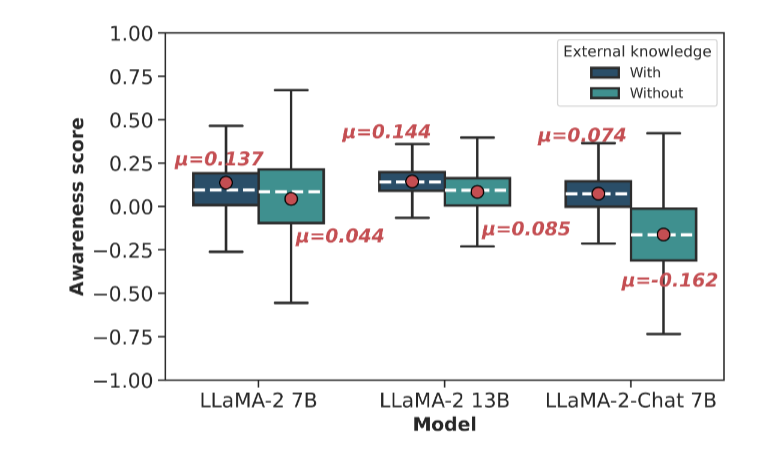 1.00
0.75
0.50
0.25
0.00
−0.25
−0.50
−0.75
−1.00
Awareness score
External knowledge
With
Without
μ=0.137
μ=0.044
μ=0.144
μ=0.085
μ=0.074
μ=-0.162
LLaMA-2 7B
LLaMA-2 13B
LLaMA-2-Chat 7B
Model